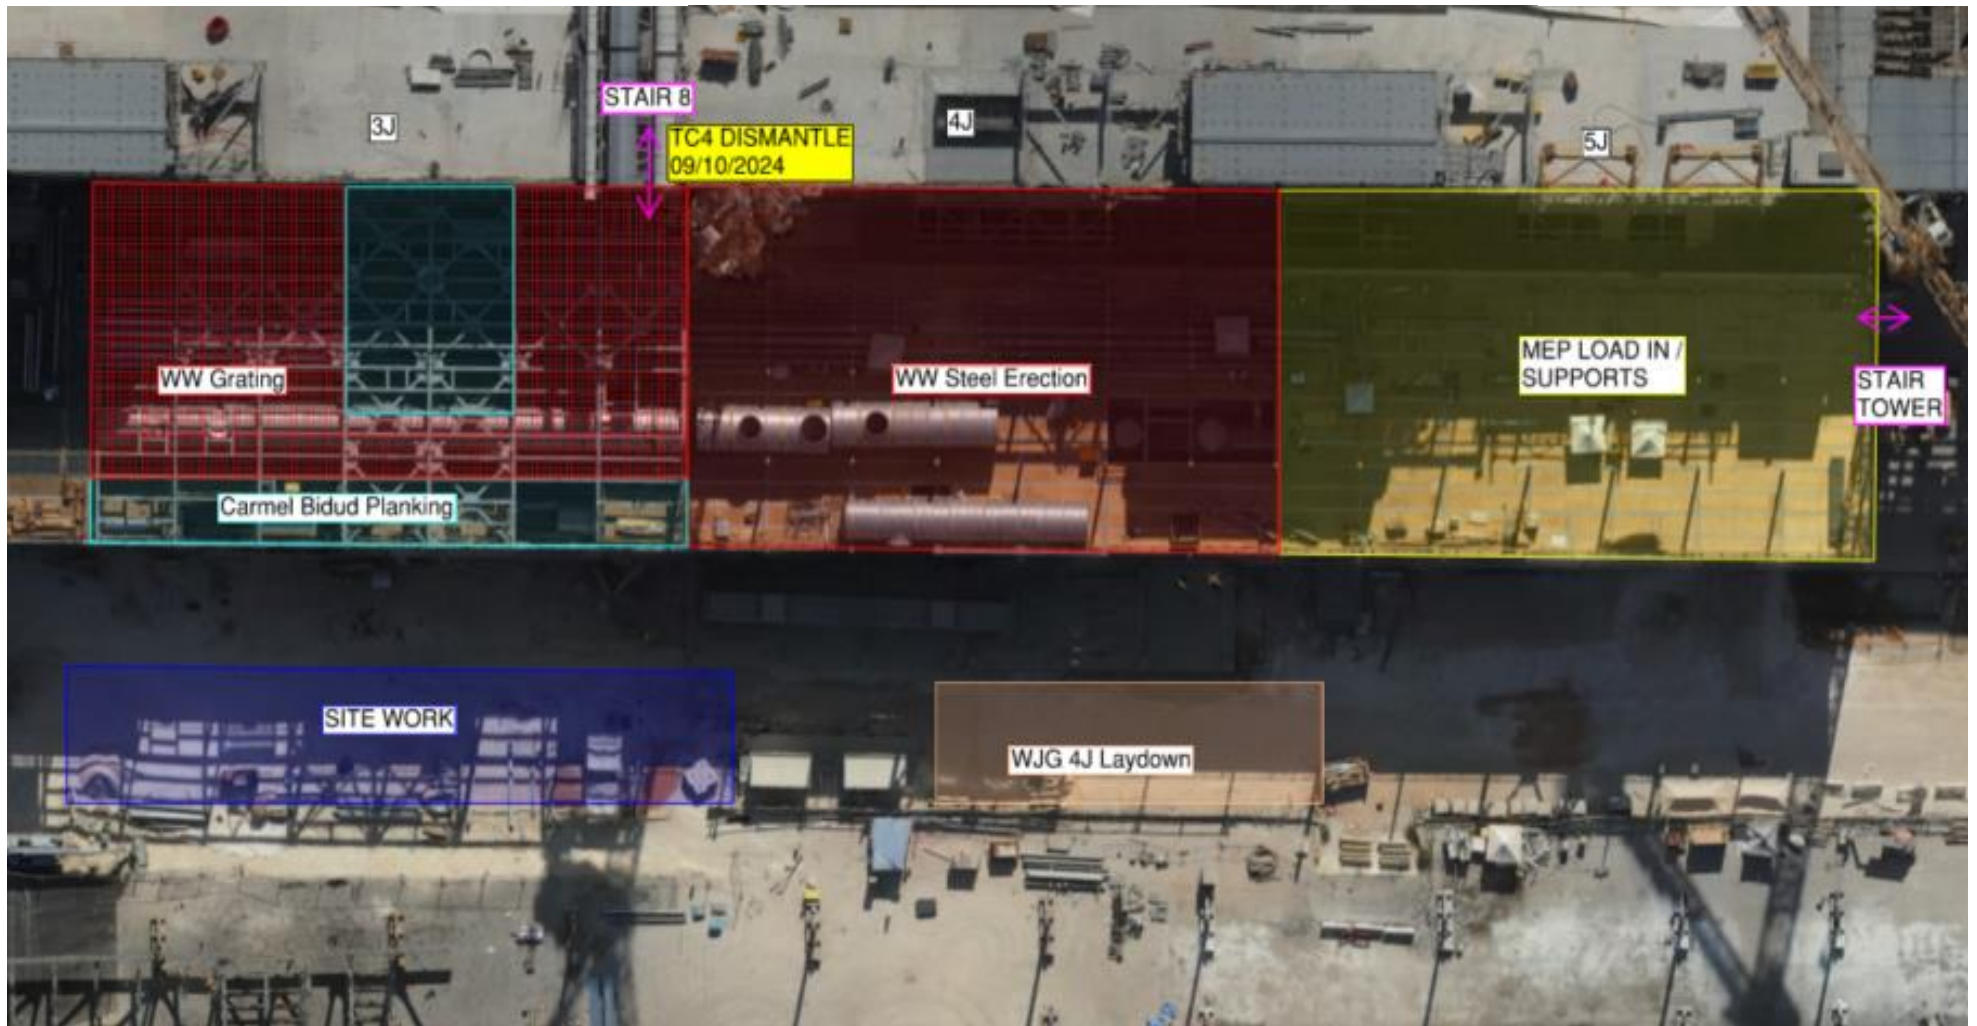 STAIR 8
3J
4J
TC4 DISMANTLE
09/10/2024
5J
WW Grating
WW Steel Erection
MEP LOAD IN /
SUPPORTS
STAIR
TOWER
Carmel Bidud Planking
SITE WORK
WJG 4J Laydown